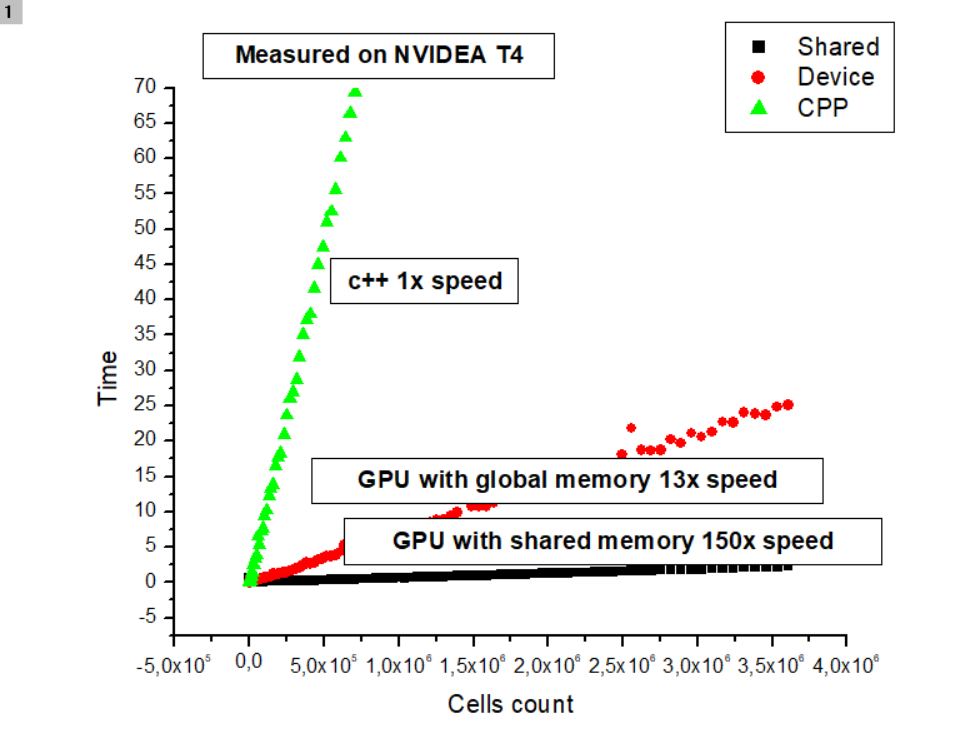 1
Measured on NVIDEA T4
Shared
Device
CPP
70
65
60
55
50
45
40
35
30
25
20
15
10
5
0
-5
Time
c++ 1x speed
GPU with global memory 13x speed
GPU with shared memory 150x speed
-5,0x10⁵ 0,0 5,0x10⁵ 1,0x10⁶ 1,5x10⁶ 2,0x10⁶ 2,5x10⁶ 3,0x10⁶ 3,5x10⁶ 4,0x10⁶
Cells count